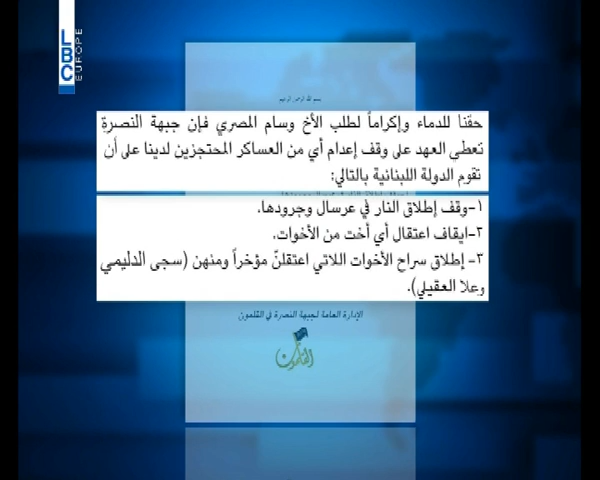 LBC
EUROPE
بسم الله الرحمن الرحيم
حقّنا للدماء وإكراماً لطلب الأخ وسام المصري فإن جبهة النصرة
تعطي العهد على وقف إعدام أي من العساكر المحتجزين لدينا على أن
تقوم الدولة اللبنانية بالتالي:
١-وقف إطلاق النار في عرسال وجرودها.
٢-ايقاف اعتقال أي أخت من الأخوات.
٣- إطلاق سراح الأخوات اللاتي اعتقلنّ مؤخراً ومنهن (سجى الدليمي
وعلا العقيلي).
الإدارة العامة لجبهة النصرة في القلمون
القلمون